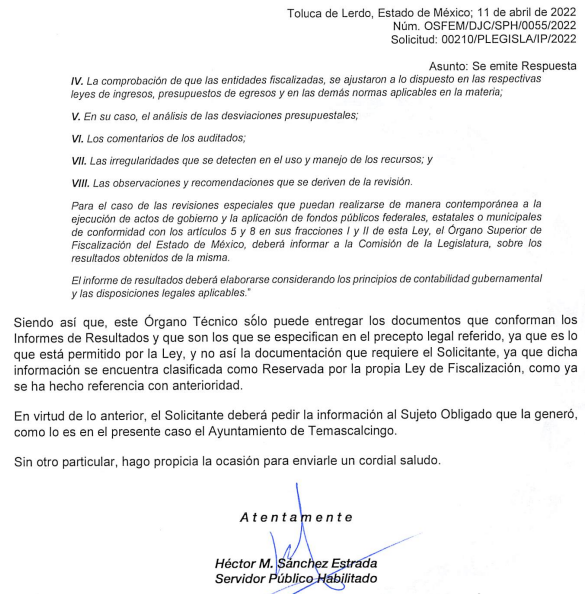 Toluca de Lerdo, Estado de México; 11 de abril de 2022
Núm. OSFEM/DJC/SPH/0055/2022
Solicitud: 00210/PLEGISLA/IP/2022
Asunto: Se emite Respuesta
IV. La comprobación de que las entidades fiscalizadas, se ajustaron a lo dispuesto en las respectivas
leyes de ingresos, presupuestos de egresos y en las demás normas aplicables en la materia;
V. En su caso, el análisis de las desviaciones presupuestales;
VI. Los comentarios de los auditados;
VII. Las irregularidades que se detecten en el uso y manejo de los recursos; y
VIII. Las observaciones y recomendaciones que se deriven de la revisión.
Para el caso de las revisiones especiales que puedan realizarse de manera contemporánea a la
ejecución de actos de gobierno y la aplicación de fondos públicos federales, estatales o municipales
de conformidad con los artículos 5 y 8 en sus fracciones I y II de esta Ley, el Órgano Superior de
Fiscalización del Estado de México, deberá informar a la Comisión de la Legislatura, sobre los
resultados obtenidos de la misma.
El informe de resultados deberá elaborarse considerando los principios de contabilidad gubernamental
y las disposiciones legales aplicables."
Siendo así que, este Órgano Técnico sólo puede entregar los documentos que conforman los
Informes de Resultados y que son los que se especifican en el precepto legal referido, ya que es lo
que está permitido por la Ley, y no así la documentación que requiere el Solicitante, ya que dicha
información se encuentra clasificada como Reservada por la propia Ley de Fiscalización, como ya
se ha hecho referencia con anterioridad.
En virtud de lo anterior, el Solicitante deberá pedir la información al Sujeto Obligado que la generó,
como lo es en el presente caso el Ayuntamiento de Temascalcingo.
Sin otro particular, hago propicia la ocasión para enviarle un cordial saludo.
A t e n t a m e n t e
Héctor M. Sánchez Estrada
Servidor Público Habilitado